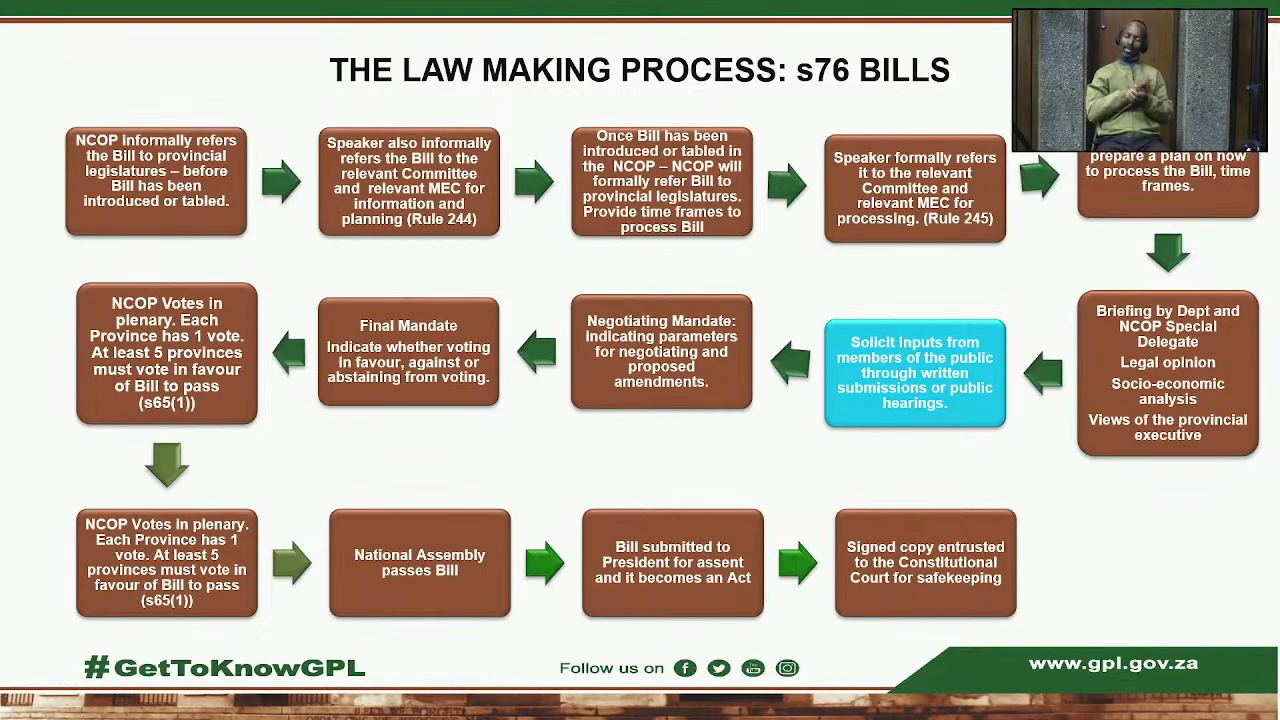 THE LAW MAKING PROCESS: s76 BILLS
NCOP informally refers
the Bill to provincial
legislatures – before
Bill has been
introduced or tabled.
Speaker also informally
refers the Bill to the
relevant Committee
and relevant MEC for
information and
planning (Rule 244)
Once Bill has been
introduced or tabled in
the NCOP – NCOP will
formally refer Bill to
provincial legislatures.
Provide time frames to
process Bill
Speaker formally refers
it to the relevant
Committee and
relevant MEC for
processing. (Rule 245)
prepare a plan on how
to process the Bill, time
frames.
Briefing by Dept and
NCOP Special
Delegate
Legal opinion
Socio-economic
analysis
Views of the provincial
executive
Solicit inputs from
members of the public
through written
submissions or public
hearings.
Negotiating Mandate:
Indicating parameters
for negotiating and
proposed
amendments.
Final Mandate
Indicate whether voting
in favour, against or
abstaining from voting.
NCOP Votes in
plenary. Each
Province has 1 vote.
At least 5 provinces
must vote in favour
of Bill to pass
(s65(1))
NCOP Votes in plenary.
Each Province has 1
vote. At least 5
provinces must vote in
favour of Bill to pass
(s65(1))
National Assembly
passes Bill
Bill submitted to
President for assent
and it becomes an Act
Signed copy entrusted
to the Constitutional
Court for safekeeping
#GetToKnowGPL
Follow us on
www.gpl.gov.za